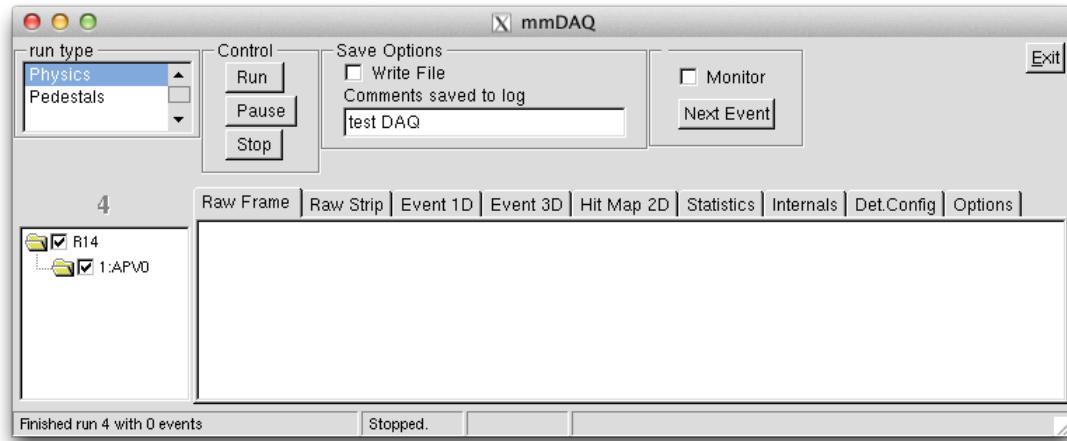 X mmDAQ
run type
Physics
Pedestals
Control
Run
Pause
Stop
Save Options
Write File
Comments saved to log
test DAQ
Monitor
Next Event
Exit
4
Raw Frame Raw Strip Event 1D Event 3D Hit Map 2D Statistics Internals Det.Config Options
R14
1:APV0
Finished run 4 with 0 events Stopped.